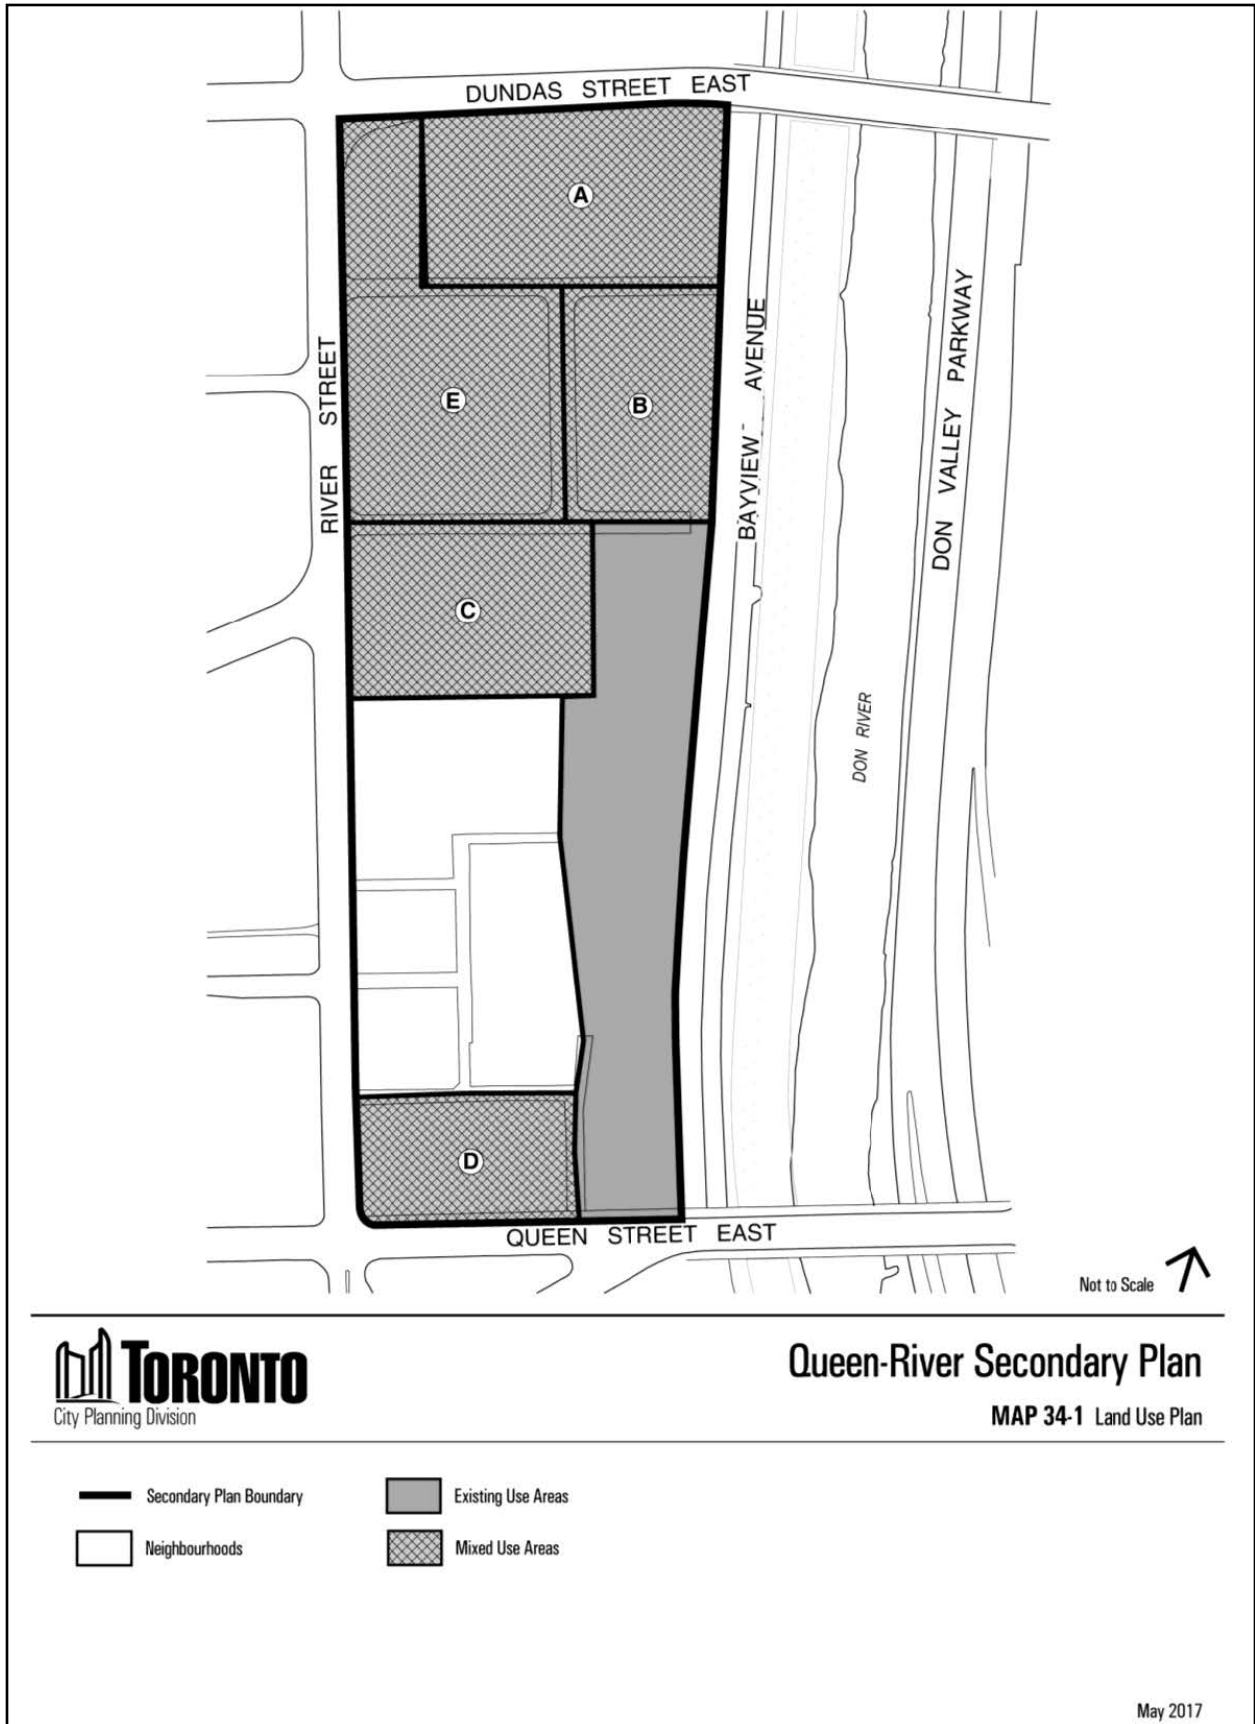 DUNDAS STREET EAST
A
RIVER STREET
E
B
BAYVIEW AVENUE
DON VALLEY PARKWAY
C
DON RIVER
D
QUEEN STREET EAST
Not to Scale
TORONTO
City Planning Division
Queen-River Secondary Plan
MAP 34-1 Land Use Plan
Secondary Plan Boundary
Existing Use Areas
Neighbourhoods
Mixed Use Areas
May 2017